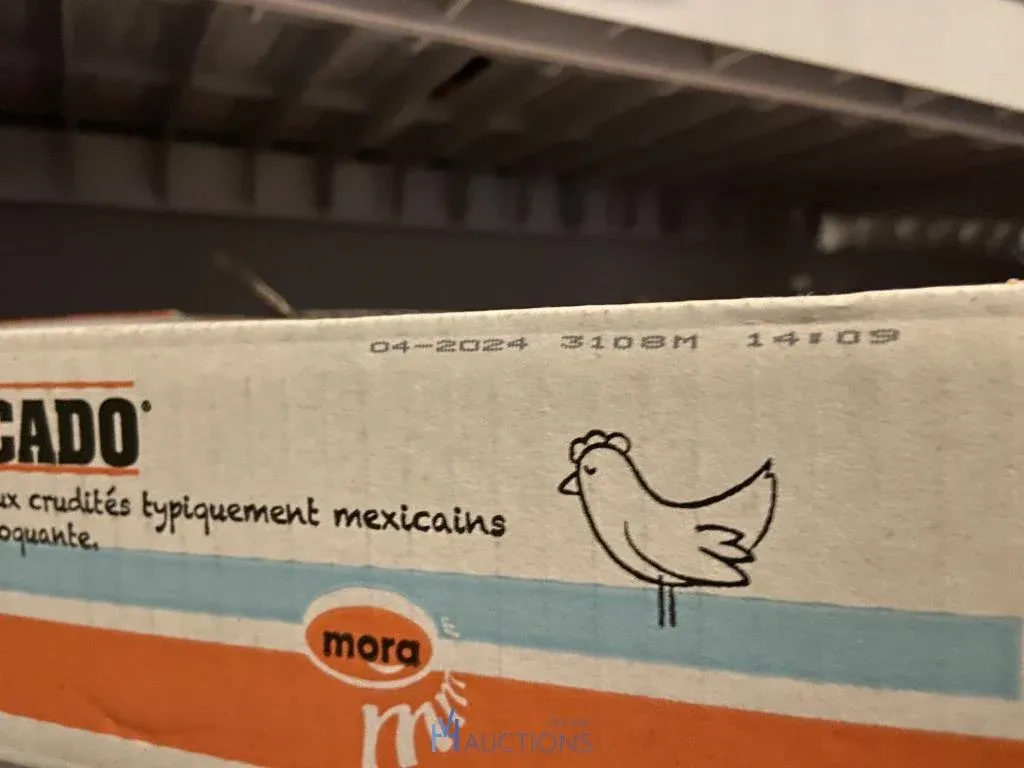 04-2024 3108M 14:09
CADO®
ux crudités typiquement mexicains
oquante.
mora
AUCTIONS